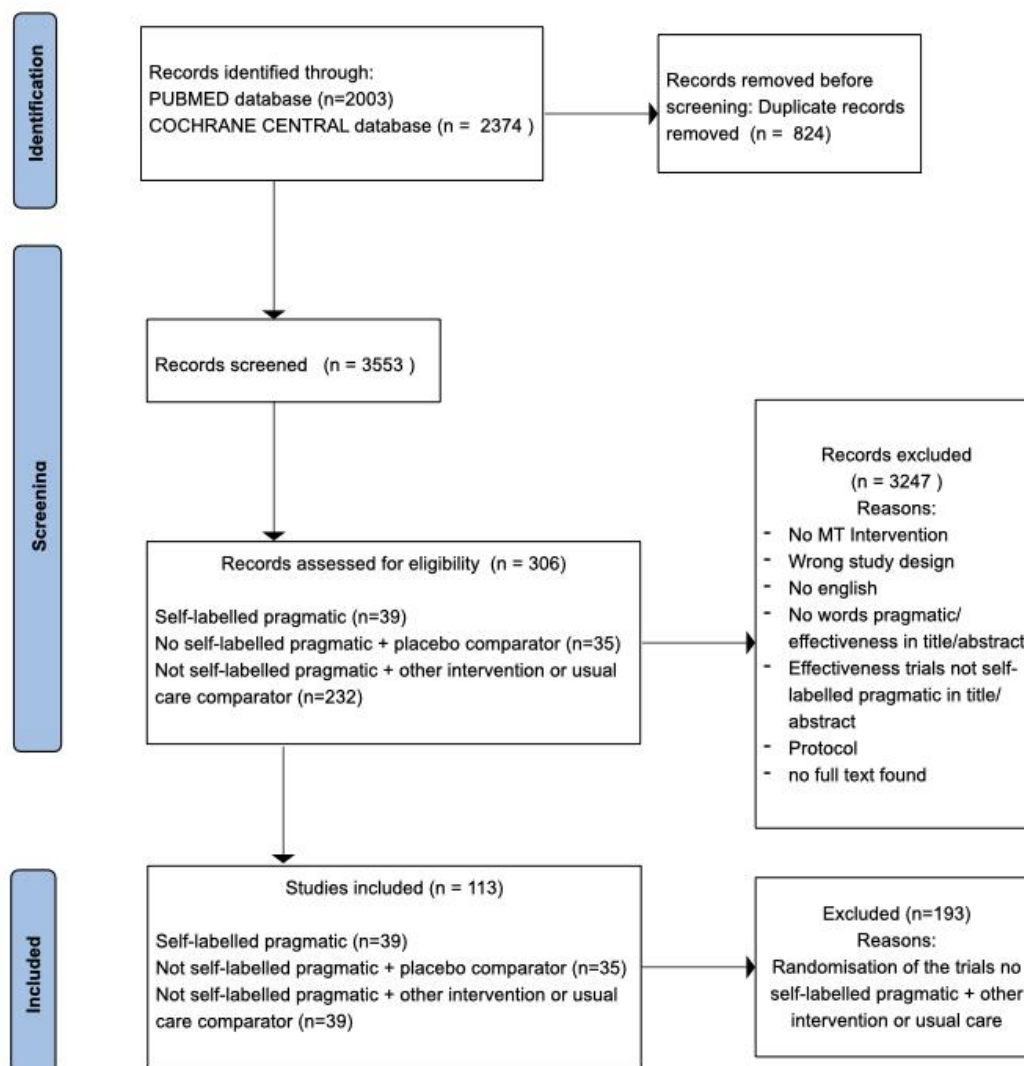 Identification
Records identified through:
PUBMED database (n=2003)
COCHRANE CENTRAL database (n = 2374 )
Records removed before
screening: Duplicate records
removed (n = 824)
Screening
Records screened (n = 3553 )
Records assessed for eligibility (n = 306)
Self-labelled pragmatic (n=39)
No self-labelled pragmatic + placebo comparator (n=35)
Not self-labelled pragmatic + other intervention or usual
care comparator (n=232)
Records excluded
(n = 3247 )
Reasons:
- No MT Intervention
- Wrong study design
- No english
- No words pragmatic/
effectiveness in title/abstract
- Effectiveness trials not self-
labelled pragmatic in title/
abstract
- Protocol
- no full text found
Included
Studies included (n = 113)
Self-labelled pragmatic (n=39)
Not self-labelled pragmatic + placebo comparator (n=35)
Not self-labelled pragmatic + other intervention or usual
care comparator (n=39)
Excluded (n=193)
Reasons:
Randomisation of the trials no
self-labelled pragmatic + other
intervention or usual care